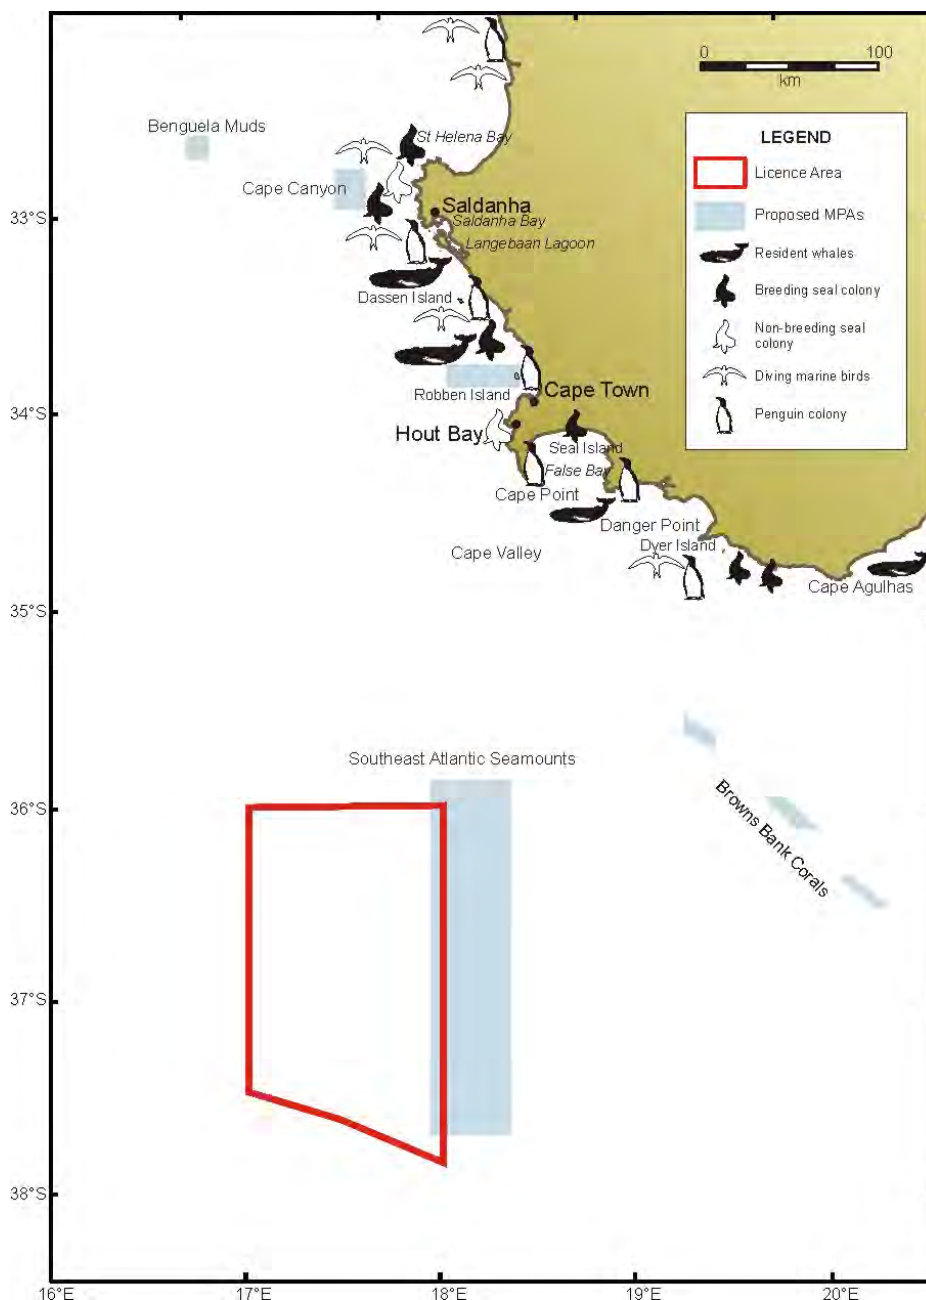 0 100
km
LEGEND
Licence Area
Proposed MPAs
Resident whales
Breeding seal colony
Non-breeding seal
colony
Diving marine birds
Penguin colony
Benguela Muds
St Helena Bay
Cape Canyon
33°S
Saldanha
Saldanha Bay
Langebaan Lagoon
Dassen Island
Robben Island
Cape Town
34°S
Hout Bay
Seal Island
False Bay
Cape Point
Danger Point
Cape Valley
Dyer Island
Cape Agulhas
35°S
Southeast Atlantic Seamounts
36°S
Browns Bank Corals
37°S
38°S
16°E 17°E 18°E 19°E 20°E